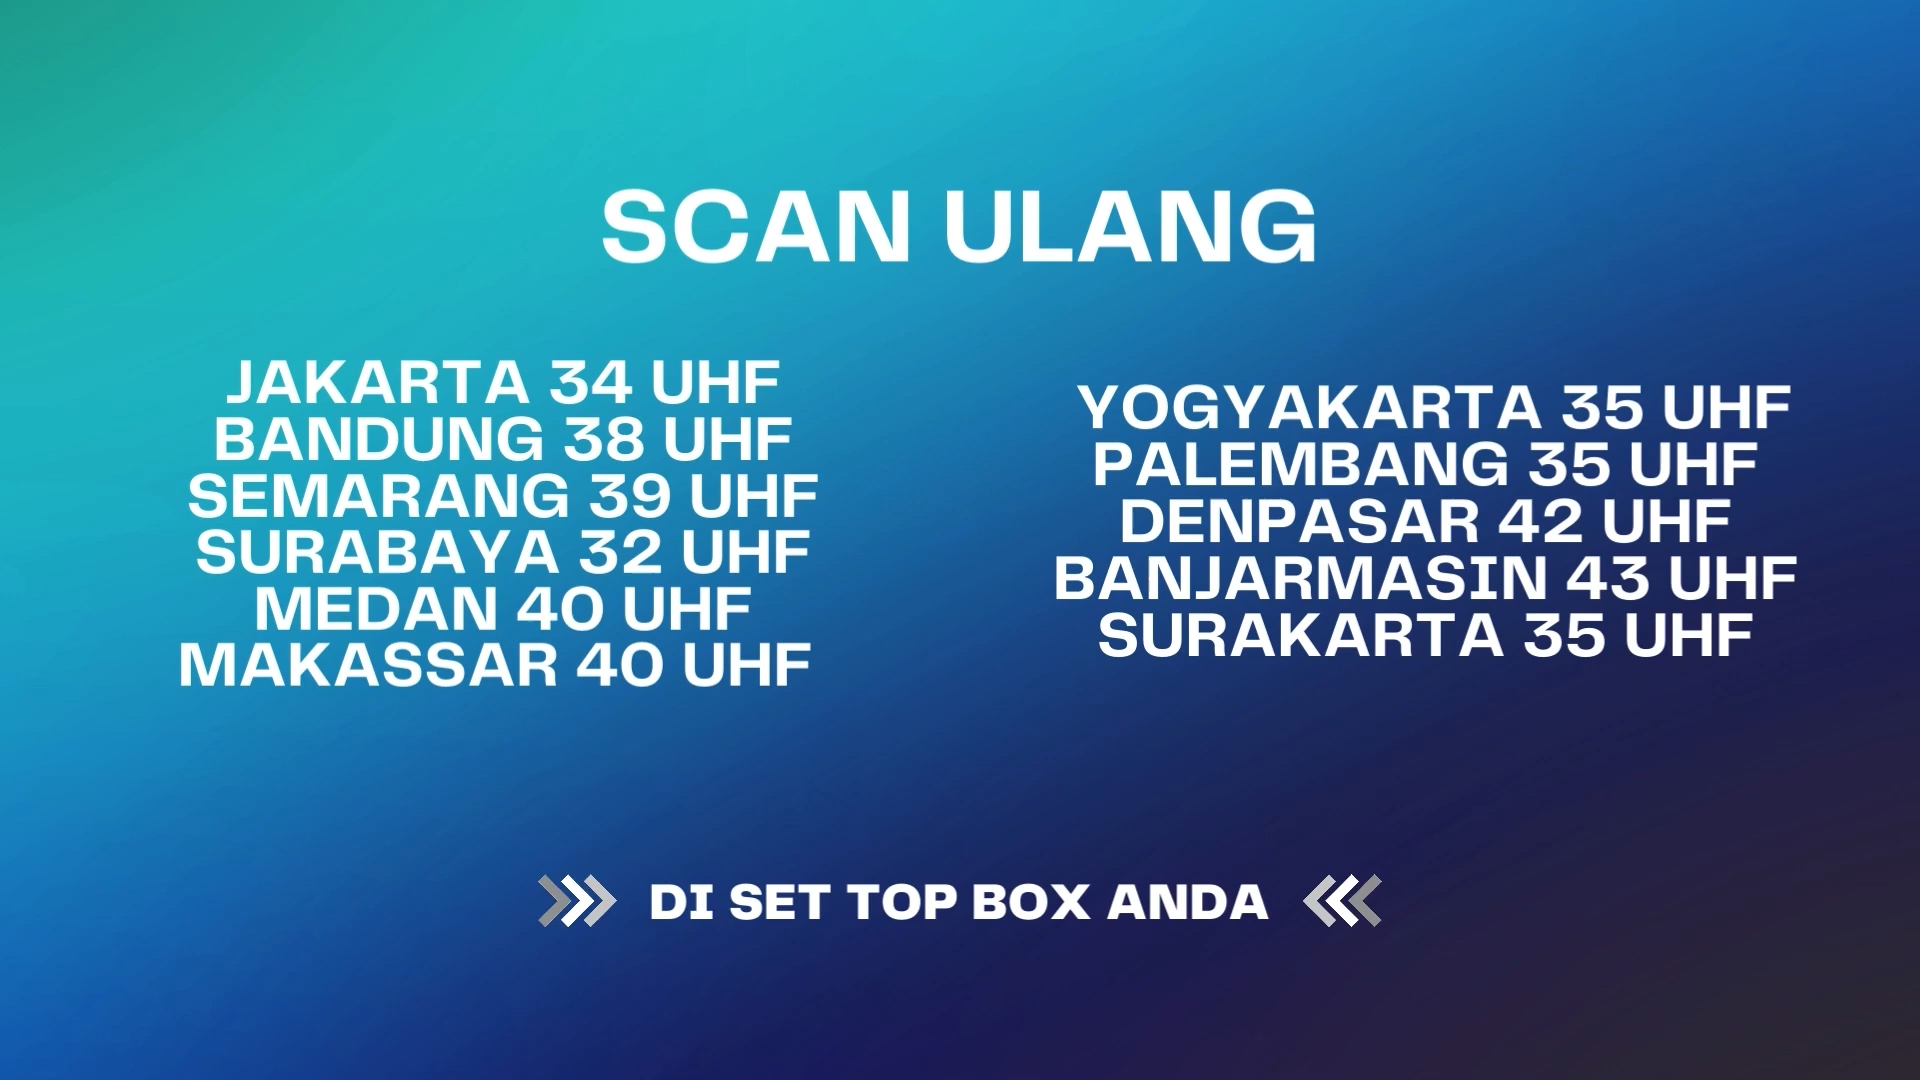 SCAN ULANG
JAKARTA 34 UHF
BANDUNG 38 UHF
SEMARANG 39 UHF
SURABAYA 32 UHF
MEDAN 40 UHF
MAKASSAR 40 UHF
YOGYAKARTA 35 UHF
PALEMBANG 35 UHF
DENPASAR 42 UHF
BANJARMASIN 43 UHF
SURAKARTA 35 UHF
DI SET TOP BOX ANDA